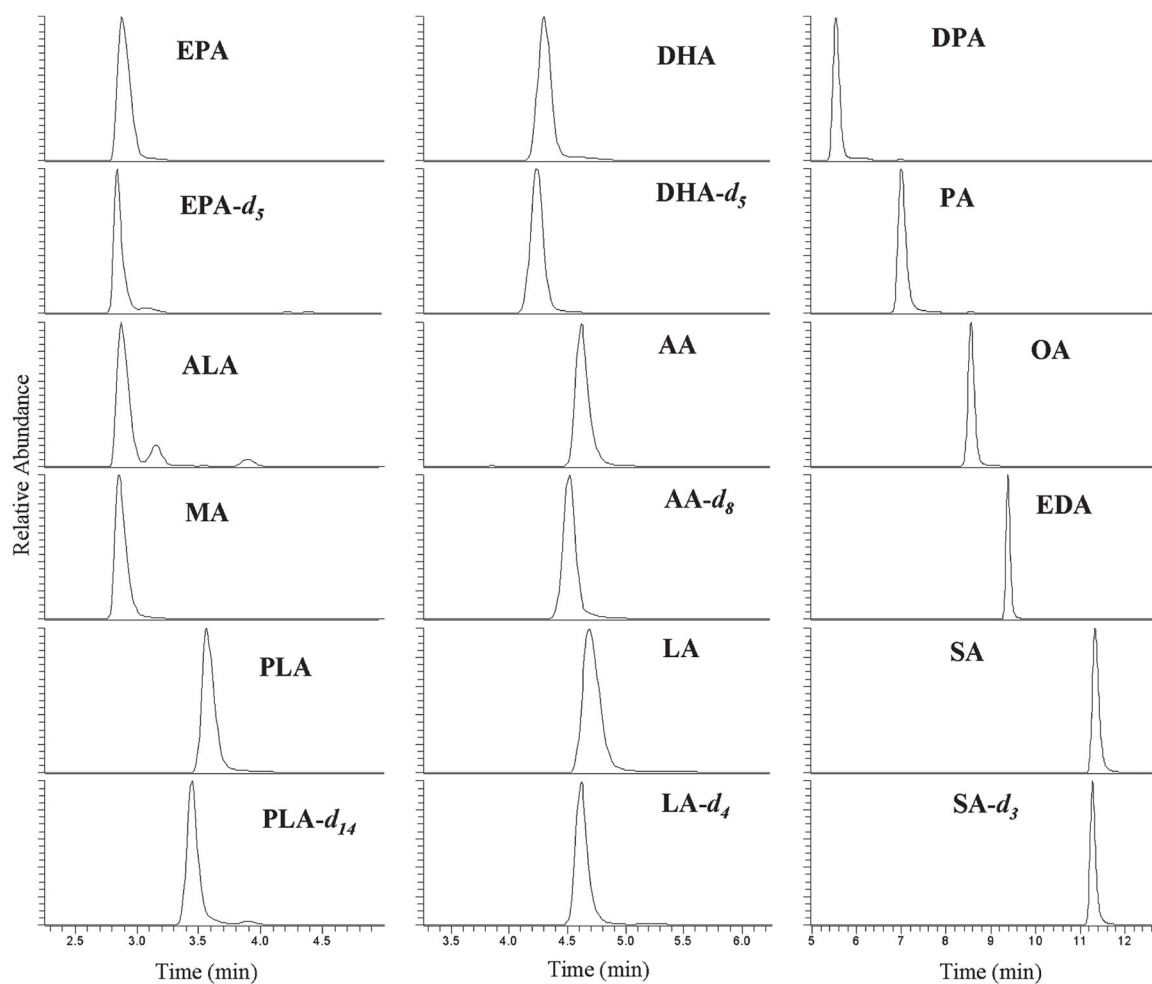 EPA
DHA
DPA
EPA-d5
DHA-d5
PA
ALA
AA
OA
MA
AA-d8
EDA
PLA
LA
SA
PLA-d14
LA-d4
SA-d3
Relative Abundance
2.5 3.0 3.5 4.0 4.5
3.5 4.0 4.5 5.0 5.5 6.0
5 6 7 8 9 10 11 12
Time (min)
Time (min)
Time (min)